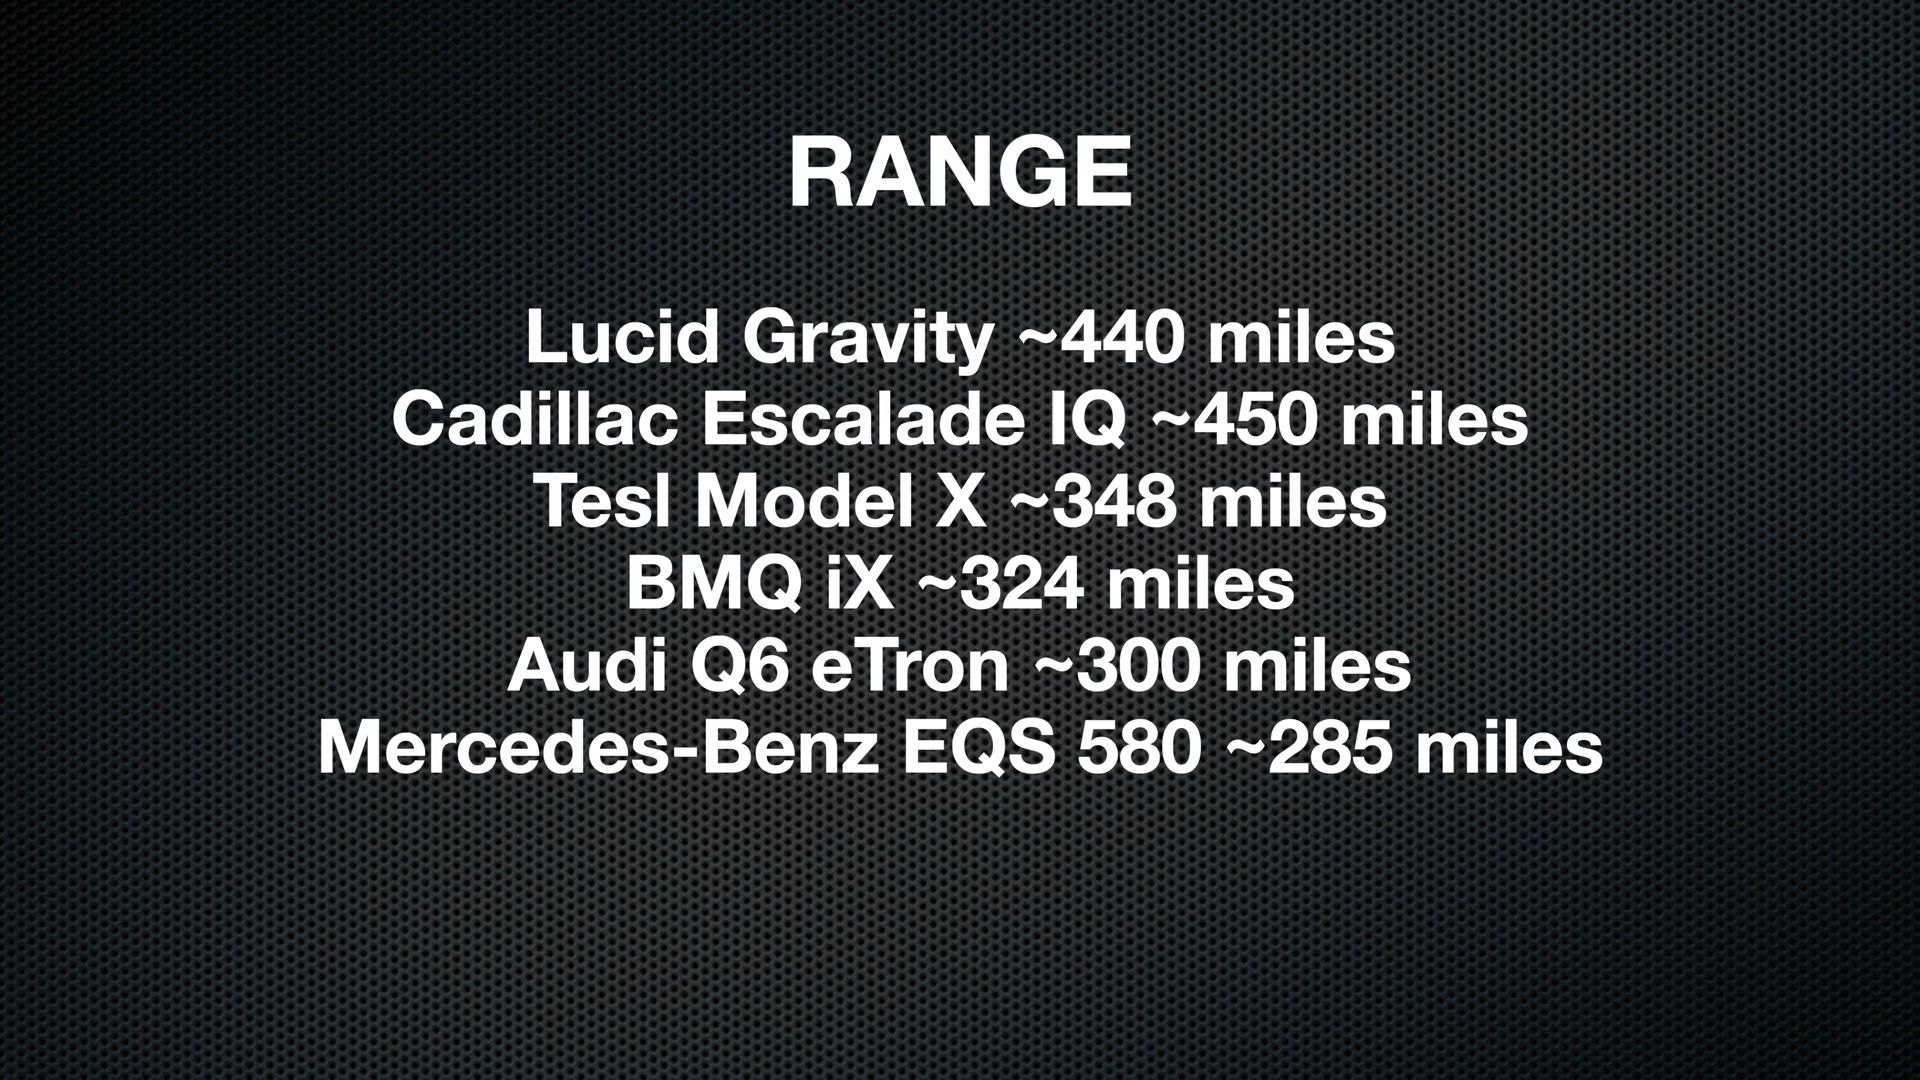 RANGE
Lucid Gravity ~440 miles
Cadillac Escalade IQ ~450 miles
Tesl Model X ~348 miles
BMQ iX ~324 miles
Audi Q6 eTron ~300 miles
Mercedes-Benz EQS 580 ~285 miles